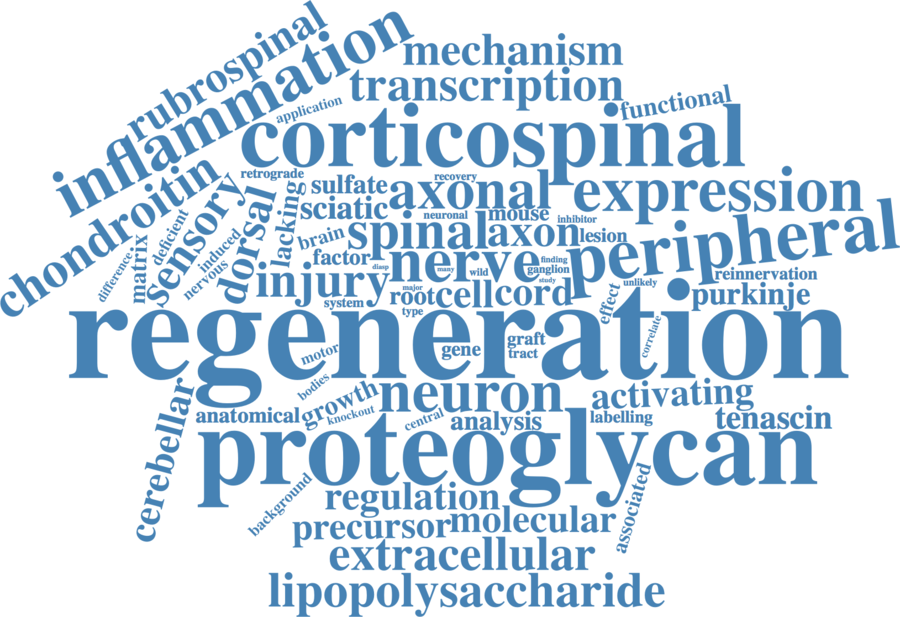 rubrospinal
inflammation
mechanism
transcription
application
functional
corticospinal
chondroitin
retrograde
recovery
sulfate
axonal
expression
sensory
dorsal
lacking
sciatic
neuronal
mouse
inhibitor
deficient
matrix
difference
induced
nervous
brain
spinal
axon
lesion
peripheral
factor
disap
nerve
many
wild
finding
ganglion
study
injury
major
root
cell
cord
unlikely
reinnervation
purkinje
system
type
effect
regeneration
correlate
motor
gene
graft
tract
bodies
growth
knockout
neuron
activating
cerebellar
anatomical
central
analysis
labelling
tenascin
proteoglycan
background
regulation
associated
precursor
molecular
extracellular
lipopolysaccharide